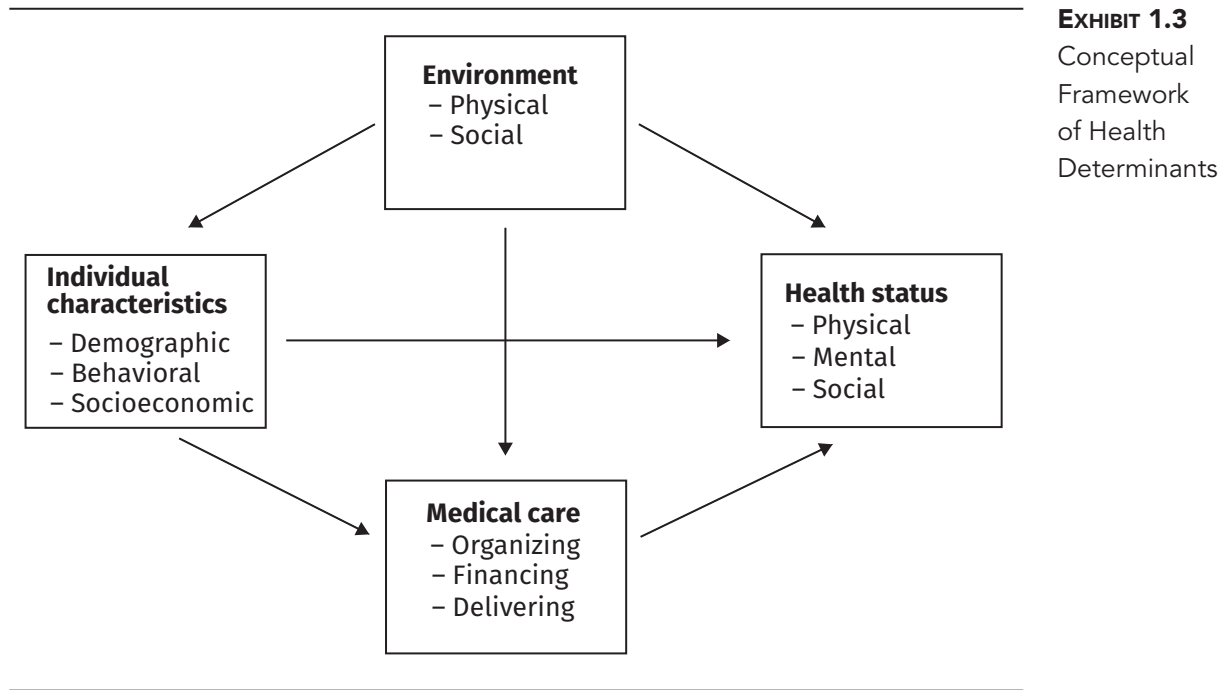 EXHIBIT 1.3
Conceptual
Framework
of Health
Determinants
Environment
– Physical
– Social
Individual
characteristics
– Demographic
– Behavioral
– Socioeconomic
Health status
– Physical
– Mental
– Social
Medical care
– Organizing
– Financing
– Delivering